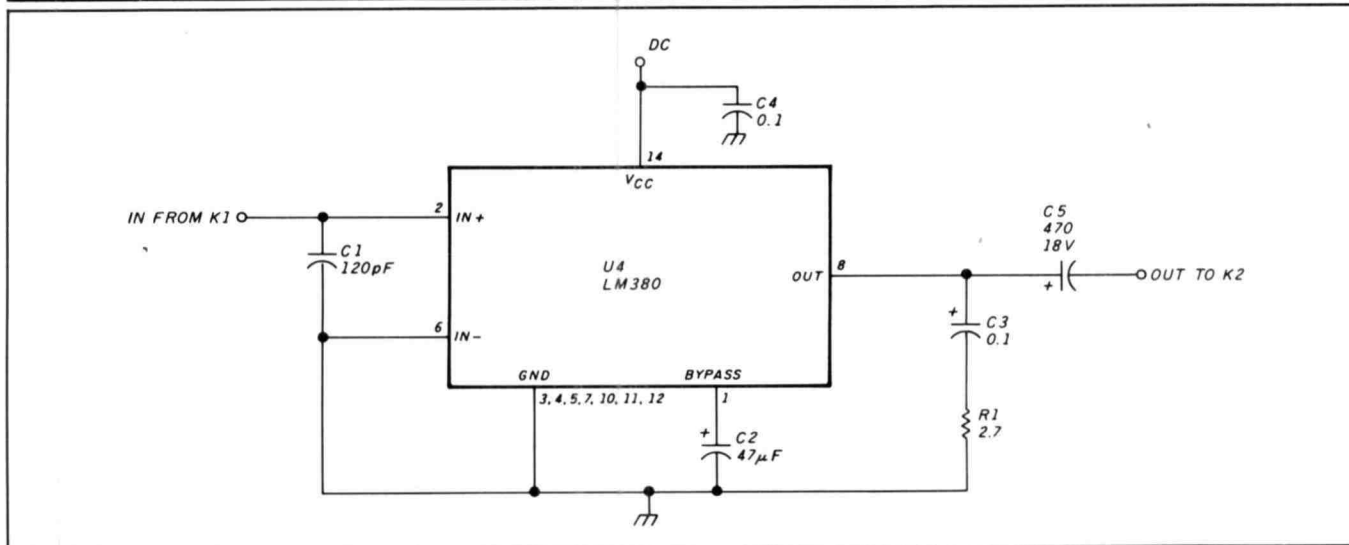 DC
C4
0.1
14
VCC
IN FROM K1
2
IN+
C1
120pF
U4
LM380
OUT
8
C5
470
18V
+
OUT TO K2
6
IN-
+
C3
0.1
GND
BYPASS
3, 4, 5, 7, 10, 11, 12
1
+
C2
47µF
R1
2.7